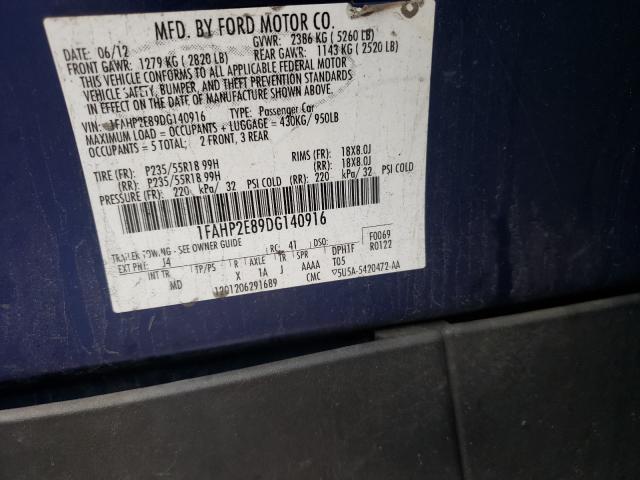 MFD. BY FORD MOTOR CO.
DATE: 06/12 GVWR: 2386 KG ( 5260 LB)
FRONT GAWR: 1279 KG ( 2820 LB) REAR GAWR: 1143 KG ( 2520 LB)
THIS VEHICLE CONFORMS TO ALL APPLICABLE FEDERAL MOTOR
VEHICLE SAFETY, BUMPER, AND THEFT PREVENTION STANDARDS
IN EFFECT ON THE DATE OF MANUFACTURE SHOWN ABOVE.
VIN: 1FAHP2E89DG140916 TYPE: Passenger Car
MAXIMUM LOAD = OCCUPANTS + LUGGAGE = 430KG/ 950LB
OCCUPANTS = 5 TOTAL; 2 FRONT, 3 REAR
TIRE (FR): P235/55R18 99H RIMS (FR): 18X8.0J
(RR): P235/55R18 99H (RR): 18X8.0J
PRESSURE (FR): 220 kPa/ 32 PSI COLD (RR): 220 kPa/ 32 PSI COLD
1FAHP2E89DG140916
TRAILER TOWING - SEE OWNER GUIDE
EXT PNT: J4 RC: 41 DSO: F0069
INT TR TP/PS R AXLE TR SPR DPHTF R0122
MD X 1A J AAAA T05
1201206291689 CMC ▽5U5A-5420472-AA